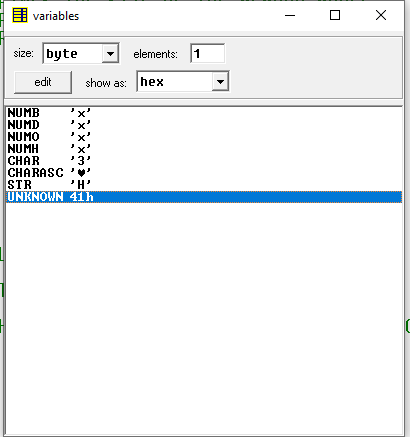 variables
size: byte elements: 1
edit show as: hex
NUMB 'x'
NUMD 'x'
NUMO 'x'
NUMH 'x'
CHAR '3'
CHARASC '♥'
STR 'H'
UNKNOWN 41h